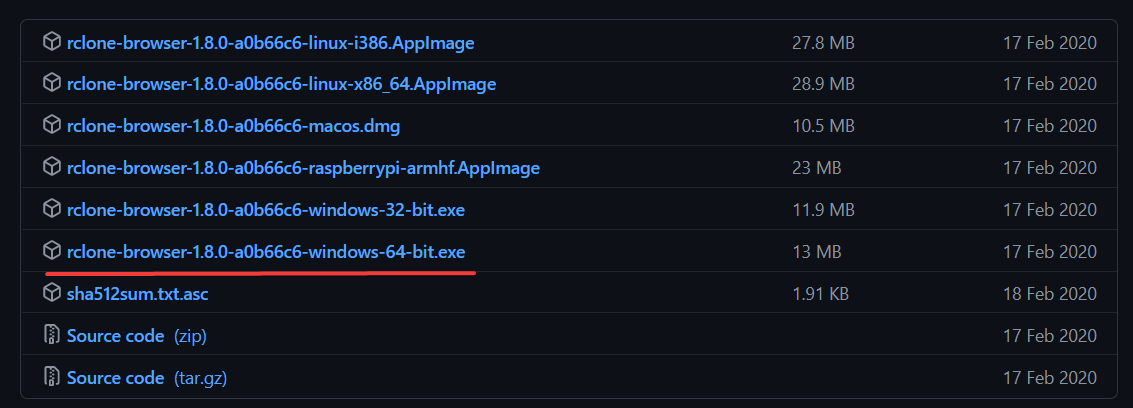 rclone-browser-1.8.0-a0b66c6-linux-i386.AppImage 27.8 MB 17 Feb 2020
rclone-browser-1.8.0-a0b66c6-linux-x86_64.AppImage 28.9 MB 17 Feb 2020
rclone-browser-1.8.0-a0b66c6-macos.dmg 10.5 MB 17 Feb 2020
rclone-browser-1.8.0-a0b66c6-raspberrypi-armhf.AppImage 23 MB 17 Feb 2020
rclone-browser-1.8.0-a0b66c6-windows-32-bit.exe 11.9 MB 17 Feb 2020
rclone-browser-1.8.0-a0b66c6-windows-64-bit.exe 13 MB 17 Feb 2020
sha512sum.txt.asc 1.91 KB 18 Feb 2020
Source code (zip) 17 Feb 2020
Source code (tar.gz) 17 Feb 2020